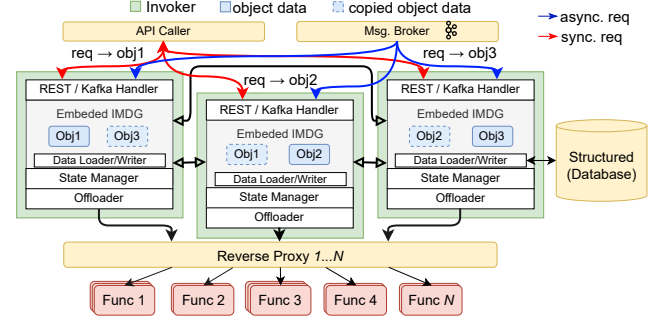 Invoker
object data
copied object data
API Caller
Msg. Broker
async. req
sync. req
req → obj1
req → obj2
req → obj3
REST / Kafka Handler
Embeded IMDG
Obj1
Obj3
Data Loader/Writer
State Manager
Offloader
REST / Kafka Handler
Embeded IMDG
Obj1
Obj2
Data Loader/Writer
State Manager
Offloader
REST / Kafka Handler
Embeded IMDG
Obj2
Obj3
Data Loader/Writer
State Manager
Offloader
Structured
(Database)
Reverse Proxy 1...N
Func 1
Func 2
Func 3
Func 4
Func N